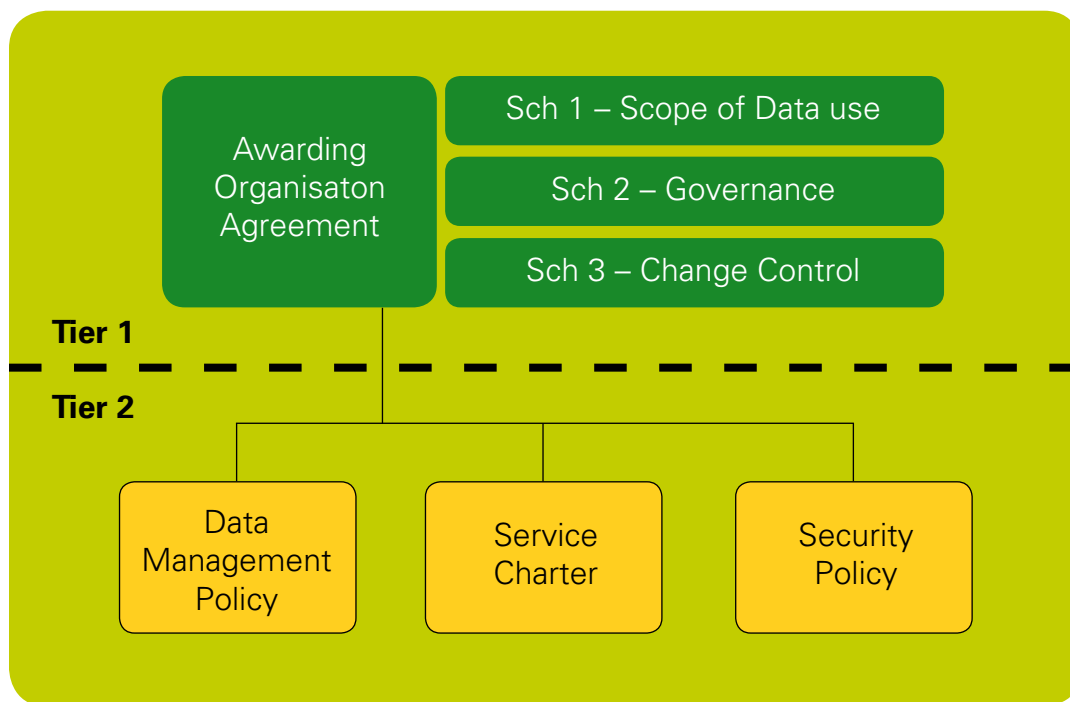 Awarding
Organisaton
Agreement
Sch 1 – Scope of Data use
Sch 2 – Governance
Sch 3 – Change Control
Tier 1
Tier 2
Data
Management
Policy
Service
Charter
Security
Policy